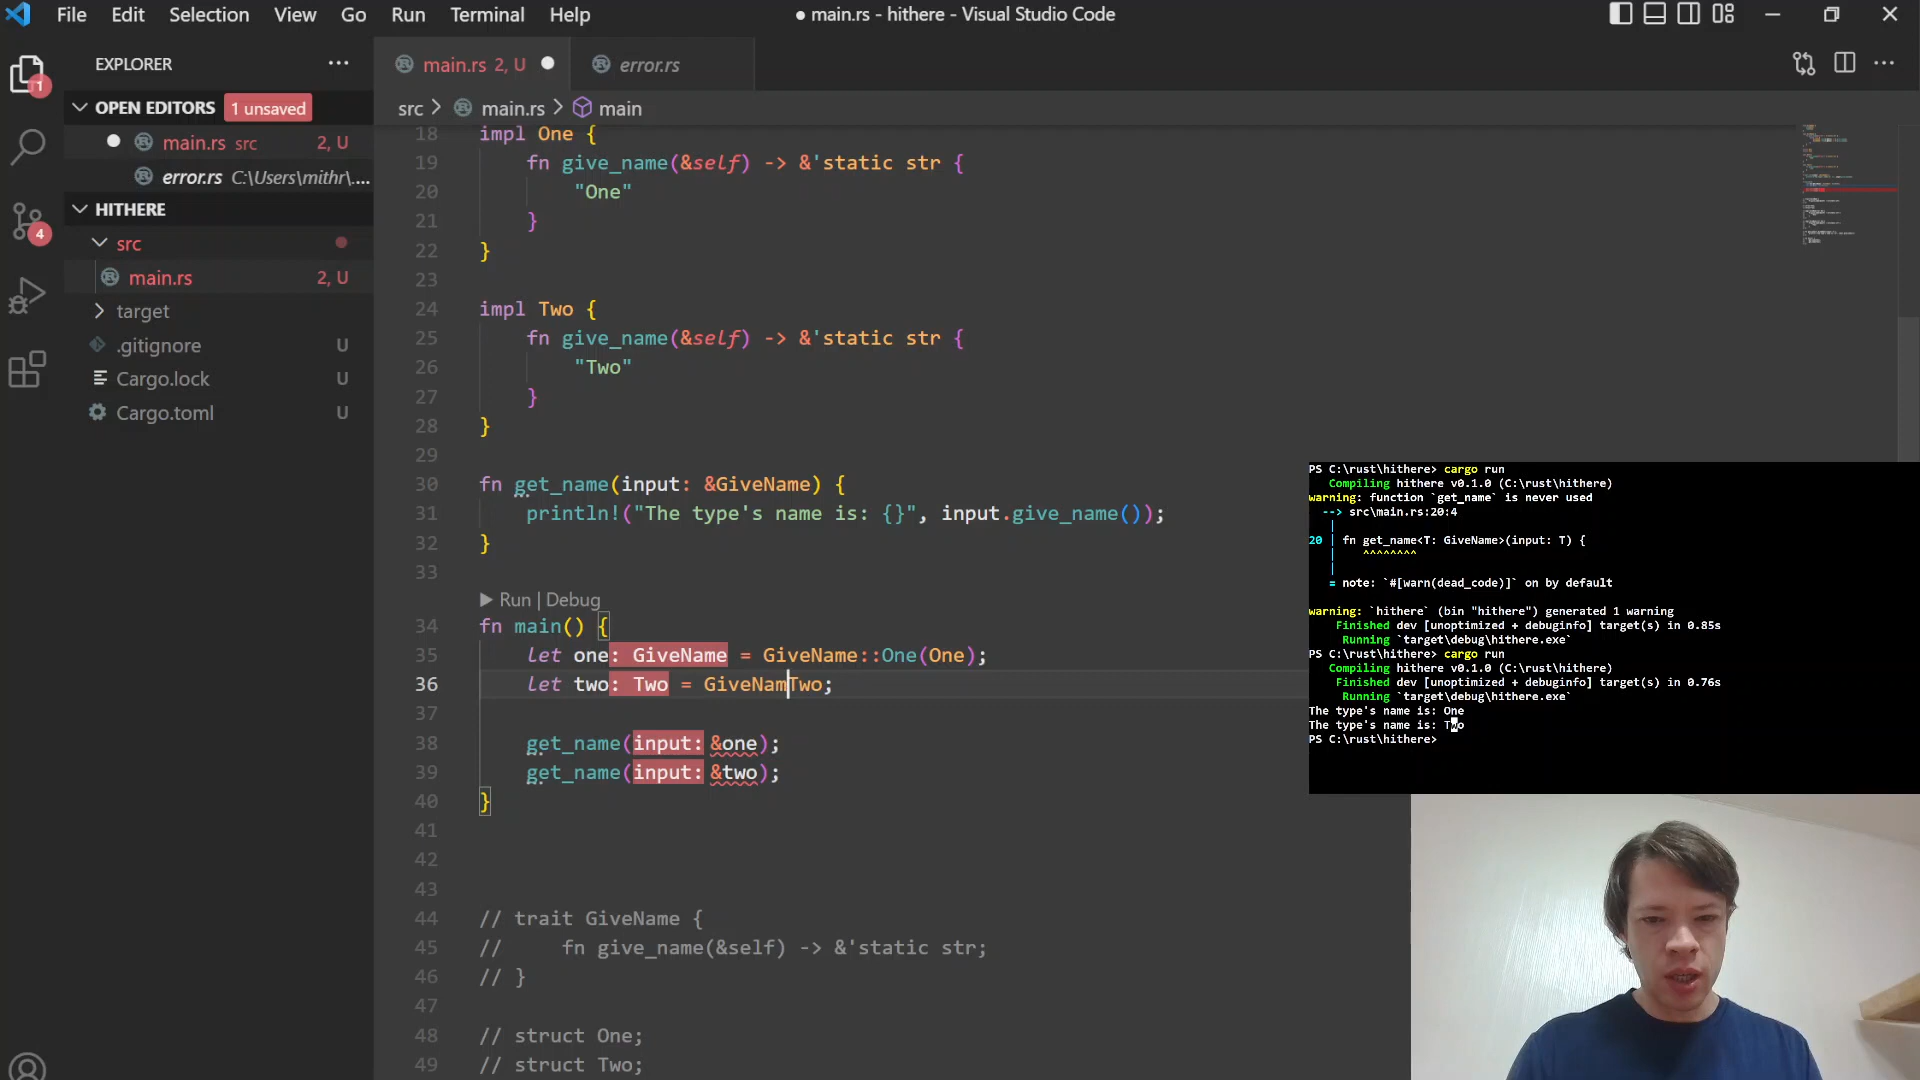 File Edit Selection View Go Run Terminal Help
● main.rs - hithere - Visual Studio Code
EXPLORER
OPEN EDITORS 1 unsaved
main.rs src 2, U
error.rs C:\Users\mithr\....
HITHERE
src
main.rs 2, U
target
.gitignore U
Cargo.lock U
Cargo.toml U
1
4
main.rs 2, U
error.rs
src > main.rs > main
18 impl One {
19 fn give_name(&self) -> &'static str {
20 "One"
21 }
22 }
23
24 impl Two {
25 fn give_name(&self) -> &'static str {
26 "Two"
27 }
28 }
29
30 fn get_name(input: &GiveName) {
31 println!("The type's name is: {}", input.give_name());
32 }
33
Run | Debug
34 fn main() {
35 let one: GiveName = GiveName::One(One);
36 let two: Two = GiveNamTwo;
37
38 get_name(input: &one);
39 get_name(input: &two);
40 }
41
42
43
44 // trait GiveName {
45 // fn give_name(&self) -> &'static str;
46 // }
47
48 // struct One;
49 // struct Two;
PS C:\rust\hithere> cargo run
Compiling hithere v0.1.0 (C:\rust\hithere)
warning: function `get_name` is never used
--> src\main.rs:20:4
|
20 | fn get_name<T: GiveName>(input: T) {
| ^^^^^^^^
|
= note: `#[warn(dead_code)]` on by default
warning: `hithere` (bin "hithere") generated 1 warning
Finished dev [unoptimized + debuginfo] target(s) in 0.85s
Running `target\debug\hithere.exe`
PS C:\rust\hithere> cargo run
Compiling hithere v0.1.0 (C:\rust\hithere)
Finished dev [unoptimized + debuginfo] target(s) in 0.76s
Running `target\debug\hithere.exe`
The type's name is: One
The type's name is: Two
PS C:\rust\hithere>